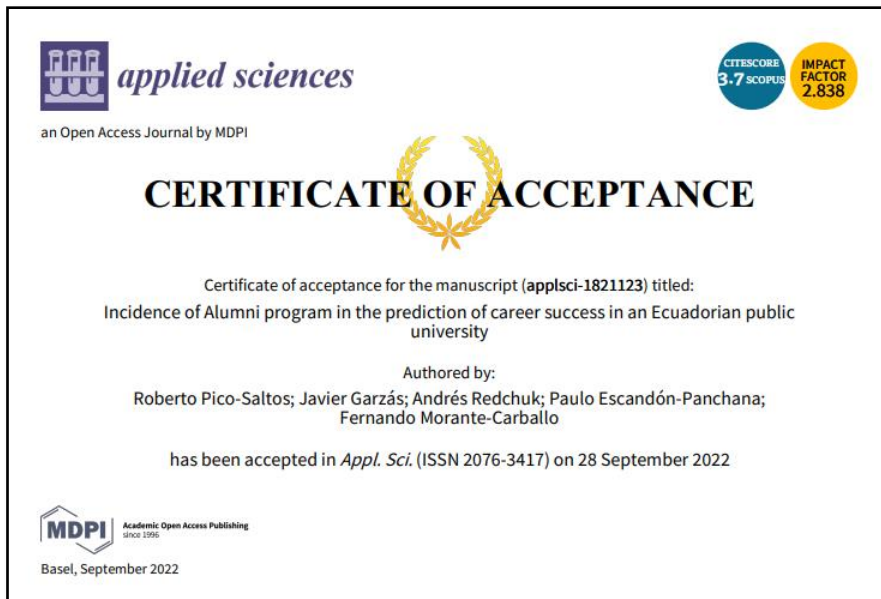 applied sciences
CITESCORE
3.7 SCOPUS
IMPACT
FACTOR
2.838
an Open Access Journal by MDPI
CERTIFICATE OF ACCEPTANCE
Certificate of acceptance for the manuscript (applsci-1821123) titled:
Incidence of Alumni program in the prediction of career success in an Ecuadorian public
university
Authored by:
Roberto Pico-Saltos; Javier Garzás; Andrés Redchuk; Paulo Escandón-Panchana;
Fernando Morante-Carballo
has been accepted in Appl. Sci. (ISSN 2076-3417) on 28 September 2022
MDPI
Academic Open Access Publishing
since 1996
Basel, September 2022